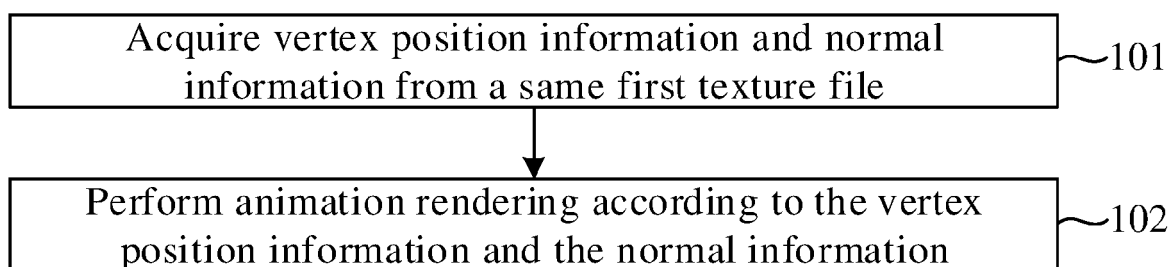 Acquire vertex position information and normal
information from a same first texture file
101
Perform animation rendering according to the vertex
position information and the normal information
102